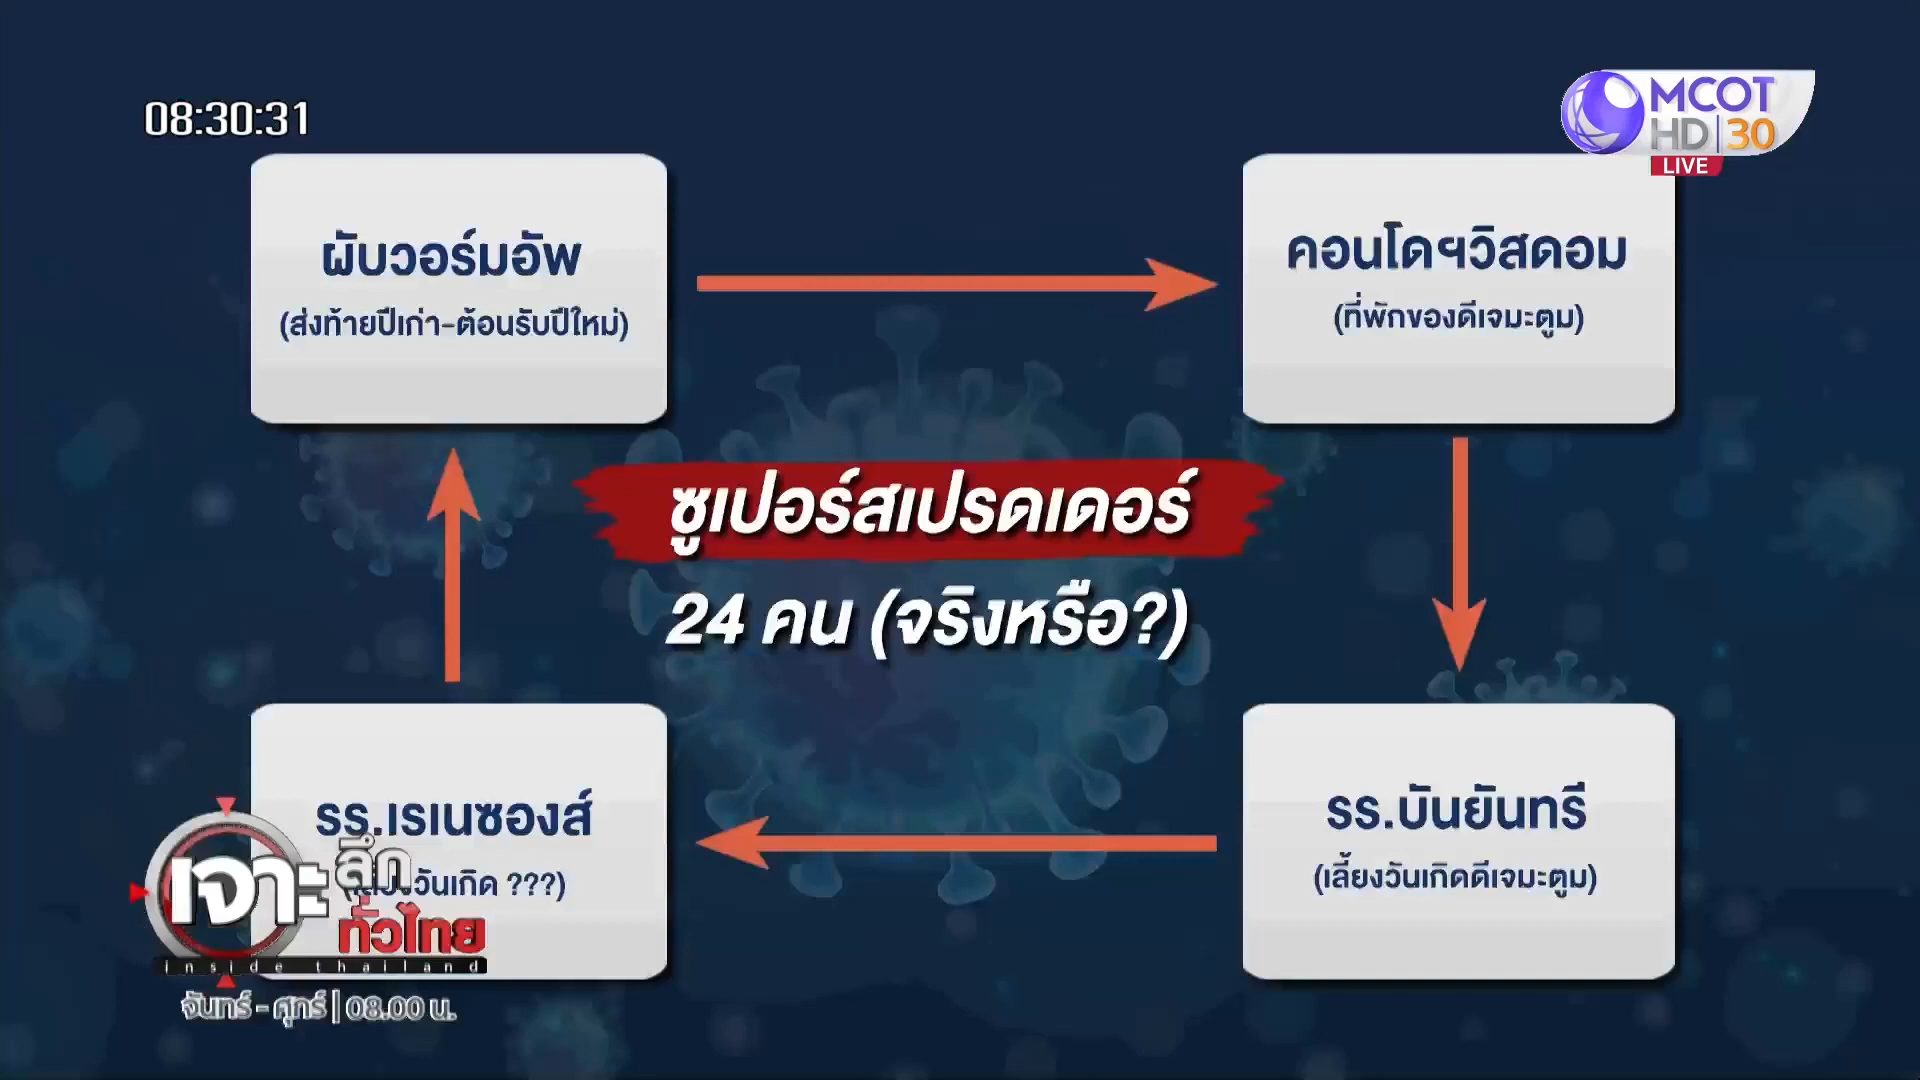 08:30:31
MCOT
HD 30
LIVE
ผับวอร์มอัพ
(ส่งท้ายปีเก่า-ต้อนรับปีใหม่)
คอนโดฯวิสดอม
(ที่พักของดีเจมะตูม)
ซูเปอร์สเปรดเดอร์
24 คน (จริงหรือ?)
รร.เรเนซองส์
วันเกิด ???)
รร.บันยันทรี
(เลี้ยงวันเกิดดีเจมะตูม)
เจาะลึก
ทั่วไทย
inside thailand
จันทร์ - ศุกร์ | 08.00 น.